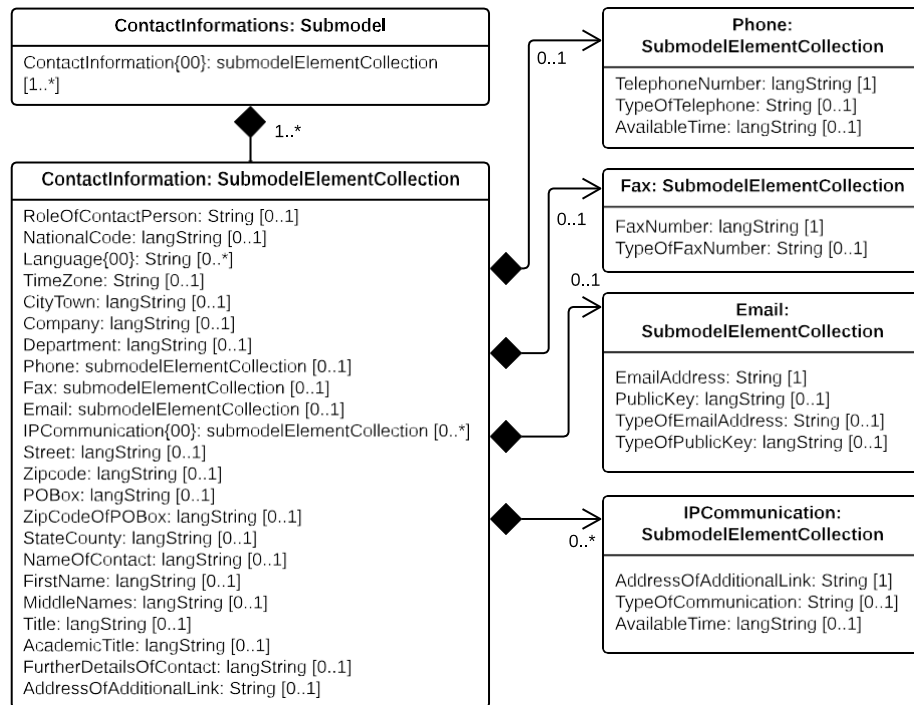 ContactInformations: Submodel
ContactInformation{00}: submodelElementCollection
[1..*]
1..*
ContactInformation: SubmodelElementCollection
RoleOfContactPerson: String [0..1]
NationalCode: langString [0..1]
Language{00}: String [0..*]
TimeZone: String [0..1]
CityTown: langString [0..1]
Company: langString [0..1]
Department: langString [0..1]
Phone: submodelElementCollection [0..1]
Fax: submodelElementCollection [0..1]
Email: submodelElementCollection [0..1]
IPCommunication{00}: submodelElementCollection [0..*]
Street: langString [0..1]
Zipcode: langString [0..1]
POBox: langString [0..1]
ZipCodeOfPOBox: langString [0..1]
StateCounty: langString [0..1]
NameOfContact: langString [0..1]
FirstName: langString [0..1]
MiddleNames: langString [0..1]
Title: langString [0..1]
AcademicTitle: langString [0..1]
FurtherDetailsOfContact: langString [0..1]
AddressOfAdditionalLink: String [0..1]
0..1
Phone:
SubmodelElementCollection
TelephoneNumber: langString [1]
TypeOfTelephone: String [0..1]
AvailableTime: langString [0..1]
0..1
Fax: SubmodelElementCollection
FaxNumber: langString [1]
TypeOfFaxNumber: String [0..1]
0..1
Email:
SubmodelElementCollection
EmailAddress: String [1]
PublicKey: langString [0..1]
TypeOfEmailAddress: String [0..1]
TypeOfPublicKey: langString [0..1]
0..*
IPCommunication:
SubmodelElementCollection
AddressOfAdditionalLink: String [1]
TypeOfCommunication: String [0..1]
AvailableTime: langString [0..1]